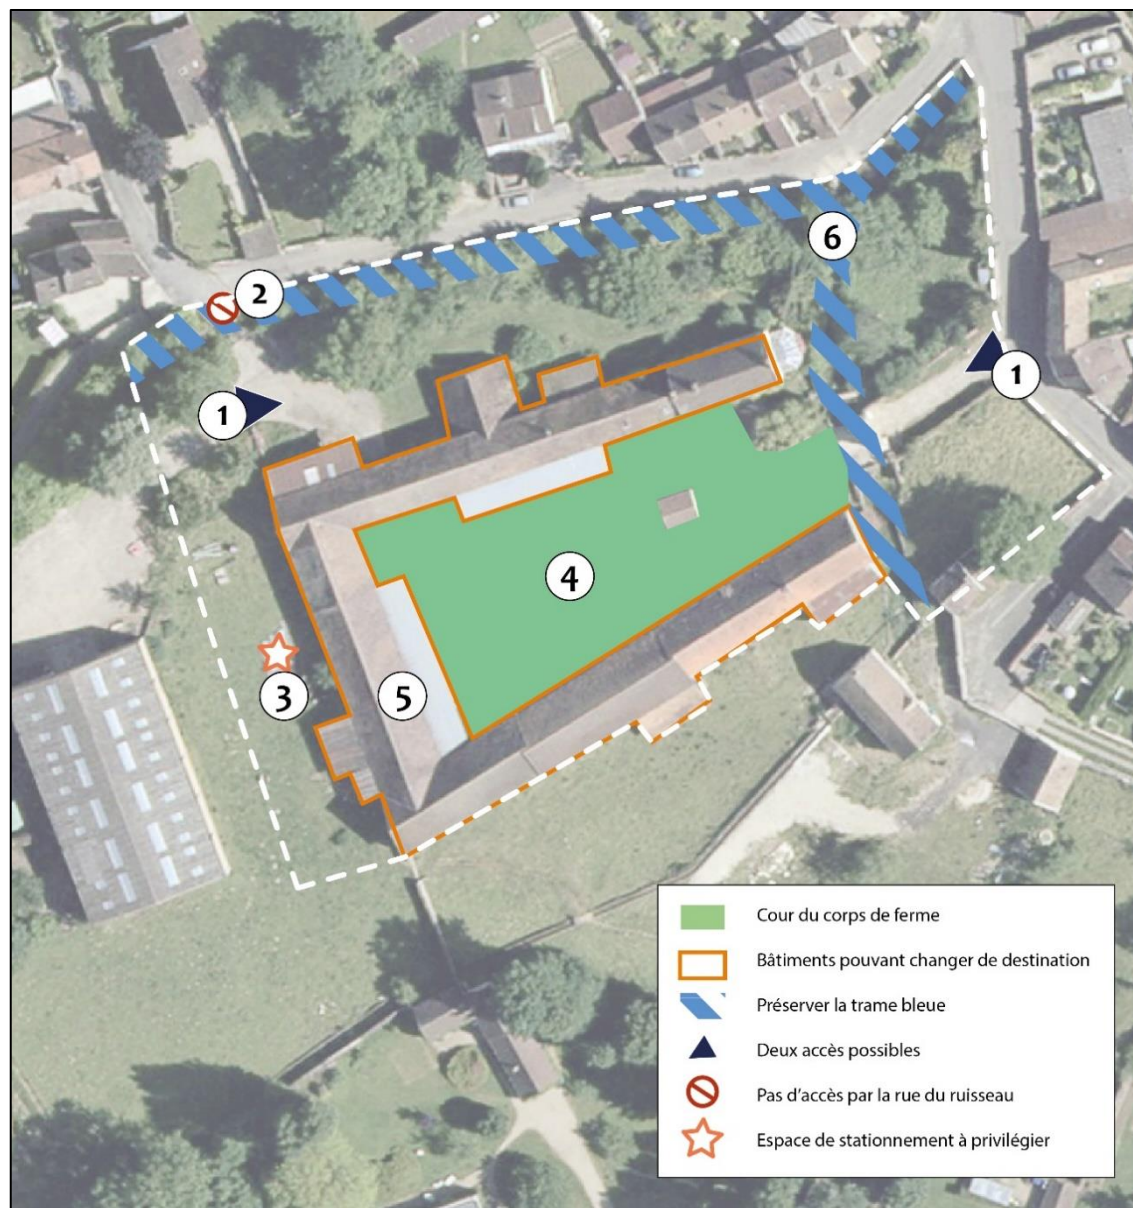 6
2
1
1
4
3
5
Cour du corps de ferme
Bâtiments pouvant changer de destination
Préserver la trame bleue
Deux accès possibles
Pas d'accès par la rue du ruisseau
Espace de stationnement à privilégier